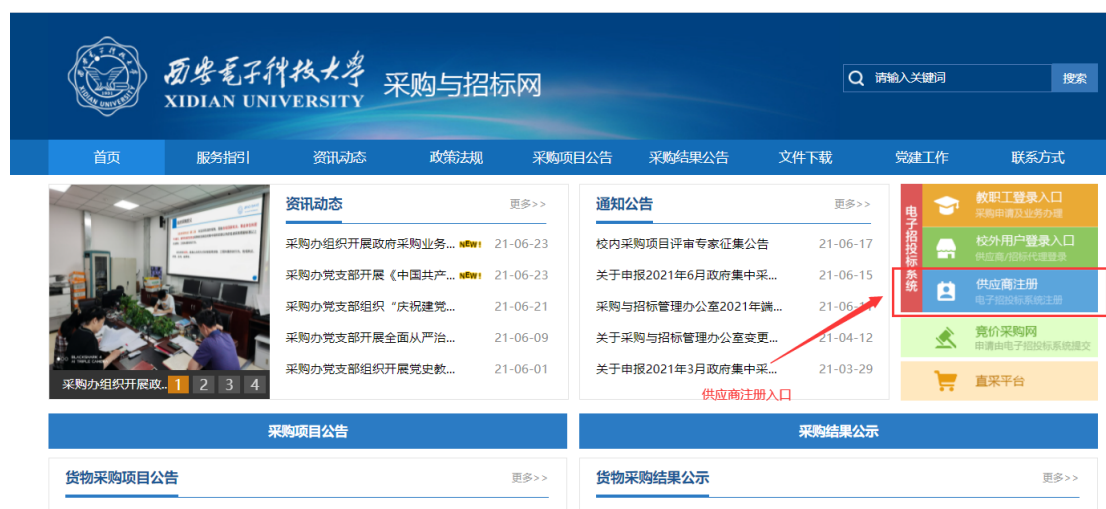 西安电子科技大学
XIDIAN UNIVERSITY
采购与招标网
请输入关键词
搜索
首页 服务指引 资讯动态 政策法规 采购项目公告 采购结果公告 文件下载 党建工作 联系方式
资讯动态 更多>>
采购办组织开展政府采购业务... NEW! 21-06-23
采购办党支部开展《中国共产... NEW! 21-06-23
采购办党支部组织“庆祝建党... 21-06-21
采购办党支部开展全面从严治... 21-06-09
采购办党支部组织开展党史教... 21-06-01
采购办组织开展政.. 1 2 3 4
通知公告 更多>>
校内采购项目评审专家征集公告 21-06-17
关于申报2021年6月政府集中采... 21-06-15
采购与招标管理办公室2021年端...
关于采购与招标管理办公室变更... 21-04-12
关于申报2021年3月政府集中采... 21-03-29
供应商注册入口
电子招投标系统
教职工登录入口
采购申请及业务办理
校外用户登录入口
供应商/招标代理登录
供应商注册
电子招投标系统注册
竞价采购网
申请由电子招投标系统提交
直采平台
采购项目公告
采购结果公示
货物采购项目公告 更多>>
货物采购结果公示 更多>>